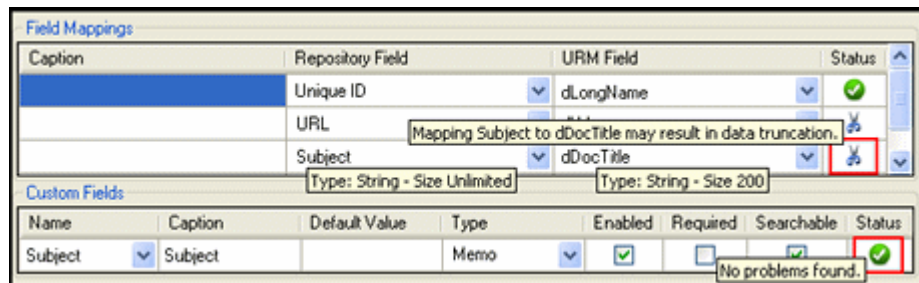 Field Mappings
Caption Repository Field URM Field Status
Unique ID dLongName
URL
Mapping Subject to dDocTitle may result in data truncation.
Subject dDocTitle
Type: String - Size Unlimited Type: String - Size 200
Custom Fields
Name Caption Default Value Type Enabled Required Searchable Status
Subject Subject Memo
No problems found.